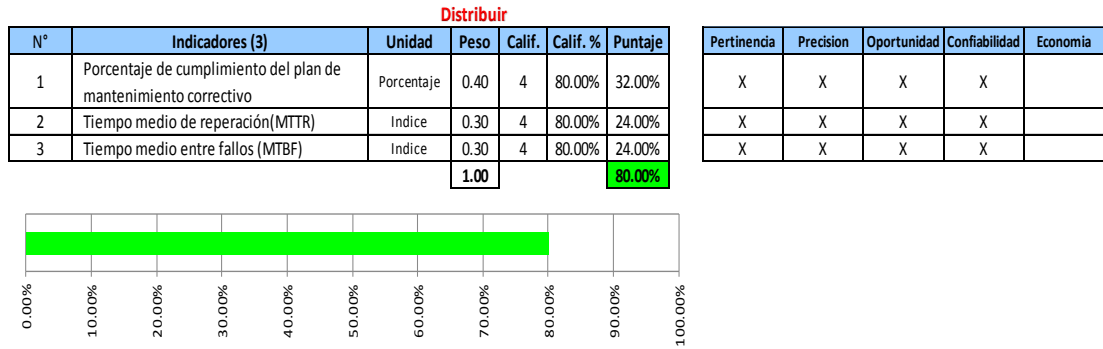 Distribuir
N° Indicadores (3) Unidad Peso Calif. Calif. % Puntaje Pertinencia Precision Oportunidad Confiabilidad Economia
1 Porcentaje de cumplimiento del plan de mantenimiento correctivo Porcentaje 0.40 4 80.00% 32.00% X X X X
2 Tiempo medio de reperación(MTTR) Indice 0.30 4 80.00% 24.00% X X X X
3 Tiempo medio entre fallos (MTBF) Indice 0.30 4 80.00% 24.00% X X X X
1.00 80.00%
0.00% 10.00% 20.00% 30.00% 40.00% 50.00% 60.00% 70.00% 80.00% 90.00% 100.00%